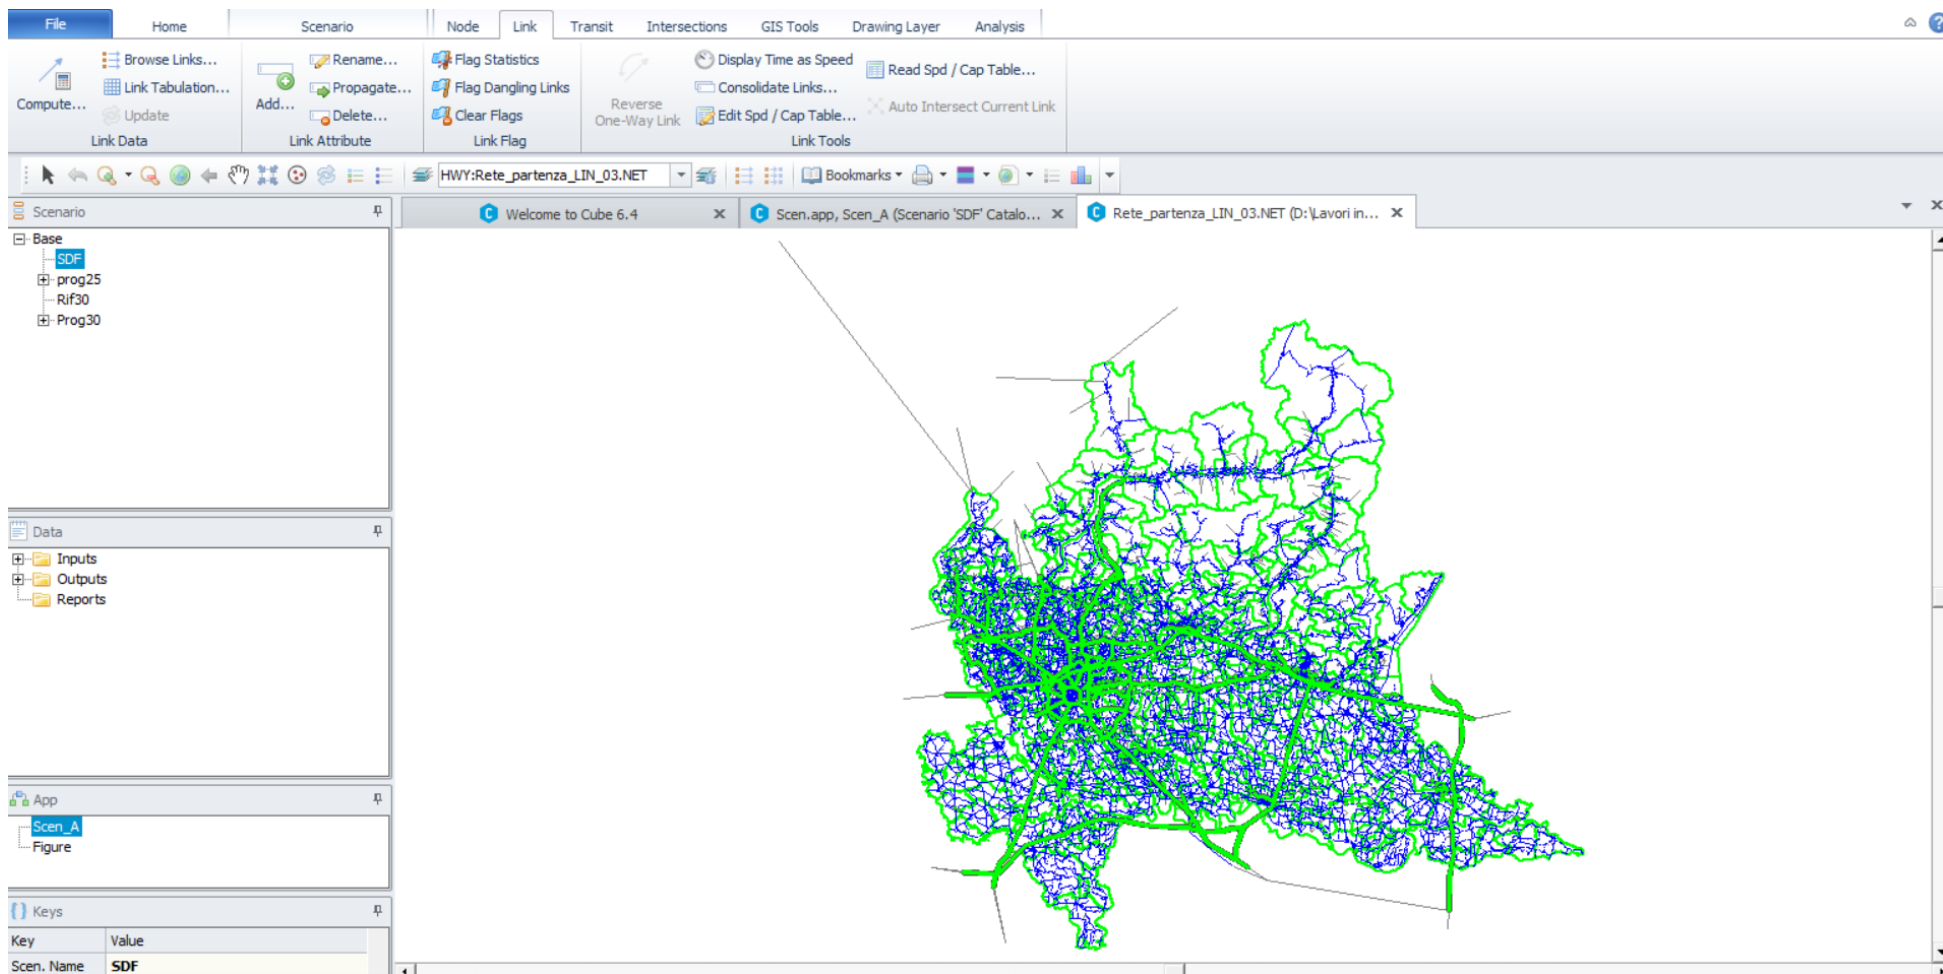 File Home Scenario Node Link Transit Intersections GIS Tools Drawing Layer Analysis
Compute...
Browse Links...
Link Tabulation...
Update
Link Data
Add...
Rename...
Propagate...
Delete...
Link Attribute
Flag Statistics
Flag Dangling Links
Clear Flags
Link Flag
Reverse
One-Way Link
Display Time as Speed
Consolidate Links...
Edit Spd / Cap Table...
Read Spd / Cap Table...
Auto Intersect Current Link
Link Tools
HWY:Rete_partenza_LIN_03.NET
Bookmarks
Scenario
Welcome to Cube 6.4
Scen.app, Scen_A (Scenario 'SDF' Catalo...
Rete_partenza_LIN_03.NET (D:\Lavori in...
Base
SDF
prog25
Rif30
Prog30
Data
Inputs
Outputs
Reports
App
Scen_A
Figure
Keys
Key Value
Scen. Name SDF